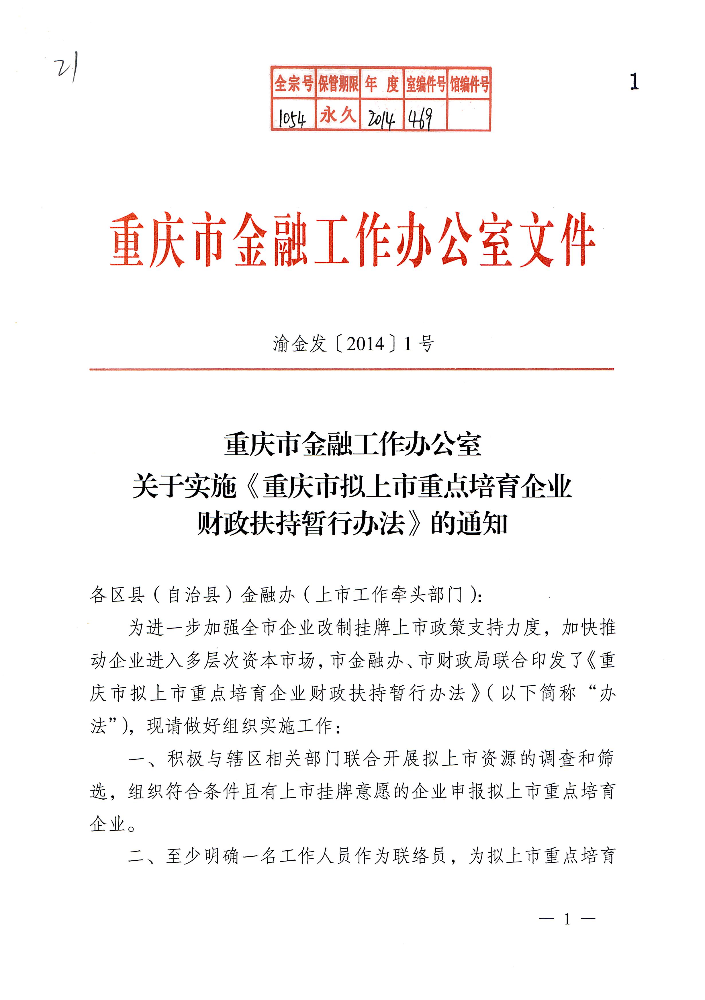 21
1
全宗号 保管期限 年度 室编件号 馆编件号
1054 永久 2014 469
重庆市金融工作办公室文件
渝金发〔2014〕1号
重庆市金融工作办公室
关于实施《重庆市拟上市重点培育企业
财政扶持暂行办法》的通知
各区县（自治县）金融办（上市工作牵头部门）：
为进一步加强全市企业改制挂牌上市政策支持力度，加快推
动企业进入多层次资本市场，市金融办、市财政局联合印发了《重
庆市拟上市重点培育企业财政扶持暂行办法》（以下简称“办
法”），现请做好组织实施工作：
一、积极与辖区相关部门联合开展拟上市资源的调查和筛
选，组织符合条件且有上市挂牌意愿的企业申报拟上市重点培育
企业。
二、至少明确一名工作人员作为联络员，为拟上市重点培育
— 1 —